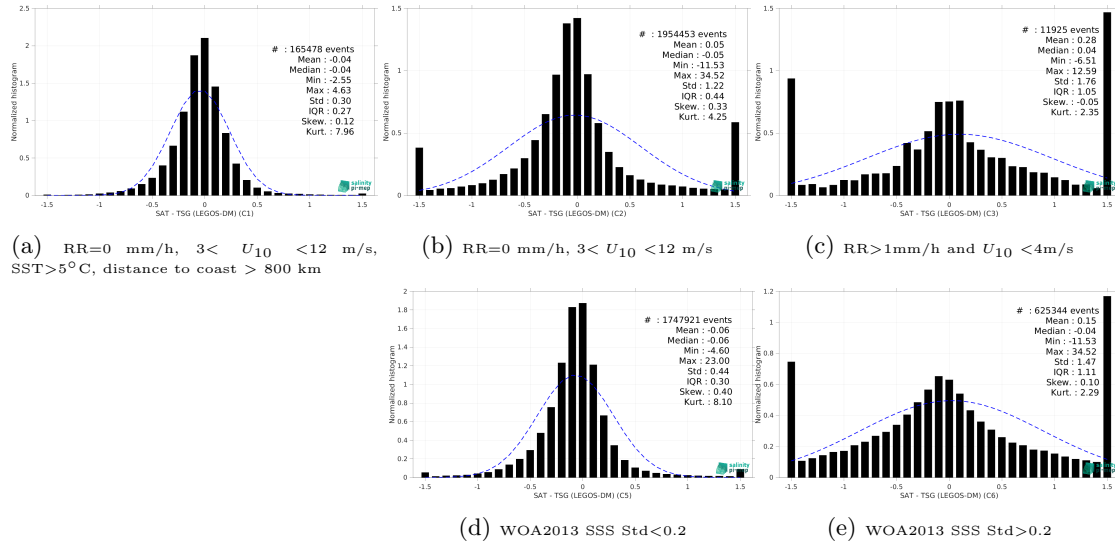 2.5
2
1.5
1
0.5
0
Normalized histogram
# : 165478 events
Mean : -0.04
Median : -0.04
Min : -2.55
Max : 4.63
Std : 0.30
IQR : 0.27
Skew. : 0.12
Kurt. : 7.96
salinity
pi-mep
-1.5 -1 -0.5 0 0.5 1 1.5
SAT - TSG (LEGOS-DM) (C1)
(a) RR=0 mm/h, 3< U10 <12 m/s,
SST>5°C, distance to coast > 800 km
1.5
1
0.5
0
Normalized histogram
# : 1954453 events
Mean : 0.05
Median : -0.05
Min : -11.53
Max : 34.52
Std : 1.22
IQR : 0.44
Skew. : 0.33
Kurt. : 4.25
salinity
pi-mep
-1.5 -1 -0.5 0 0.5 1 1.5
SAT - TSG (LEGOS-DM) (C2)
(b) RR=0 mm/h, 3< U10 <12 m/s
1.5
1
0.5
0
Normalized histogram
# : 11925 events
Mean : 0.28
Median : 0.04
Min : -6.51
Max : 12.59
Std : 1.76
IQR : 1.05
Skew. : -0.05
Kurt. : 2.35
salinity
pi-mep
-1.5 -1 -0.5 0 0.5 1 1.5
SAT - TSG (LEGOS-DM) (C3)
(c) RR>1mm/h and U10 <4m/s
2
1.8
1.6
1.4
1.2
1
0.8
0.6
0.4
0.2
0
Normalized histogram
# : 1747921 events
Mean : -0.06
Median : -0.06
Min : -4.60
Max : 23.00
Std : 0.44
IQR : 0.30
Skew. : 0.40
Kurt. : 8.10
salinity
pi-mep
-1.5 -1 -0.5 0 0.5 1 1.5
SAT - TSG (LEGOS-DM) (C5)
(d) WOA2013 SSS Std<0.2
1.2
1
0.8
0.6
0.4
0.2
0
Normalized histogram
# : 625344 events
Mean : 0.15
Median : -0.04
Min : -11.53
Max : 34.52
Std : 1.47
IQR : 1.11
Skew. : 0.10
Kurt. : 2.29
salinity
pi-mep
-1.5 -1 -0.5 0 0.5 1 1.5
SAT - TSG (LEGOS-DM) (C6)
(e) WOA2013 SSS Std>0.2